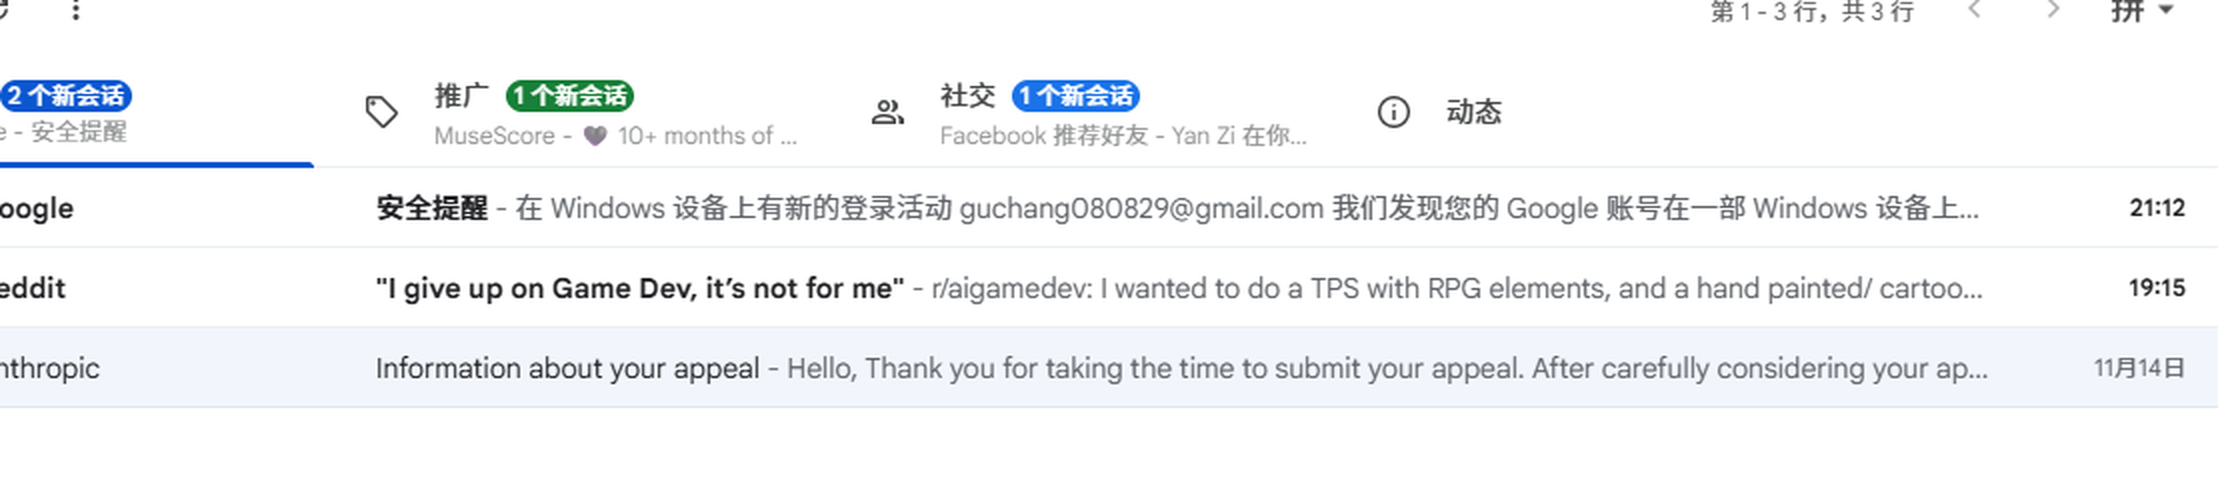 第 1 - 3 行，共 3 行
拼
2 个新会话
推广 1 个新会话
社交 1 个新会话
动态
e - 安全提醒
MuseScore - 🖤 10+ months of ...
Facebook 推荐好友 - Yan Zi 在你...
oogle 安全提醒 - 在 Windows 设备上有新的登录活动 guchang080829@gmail.com 我们发现您的 Google 账号在一部 Windows 设备上... 21:12
eddit "I give up on Game Dev, it’s not for me" - r/aigamedev: I wanted to do a TPS with RPG elements, and a hand painted/ cartoo... 19:15
nthropic Information about your appeal - Hello, Thank you for taking the time to submit your appeal. After carefully considering your ap... 11月14日